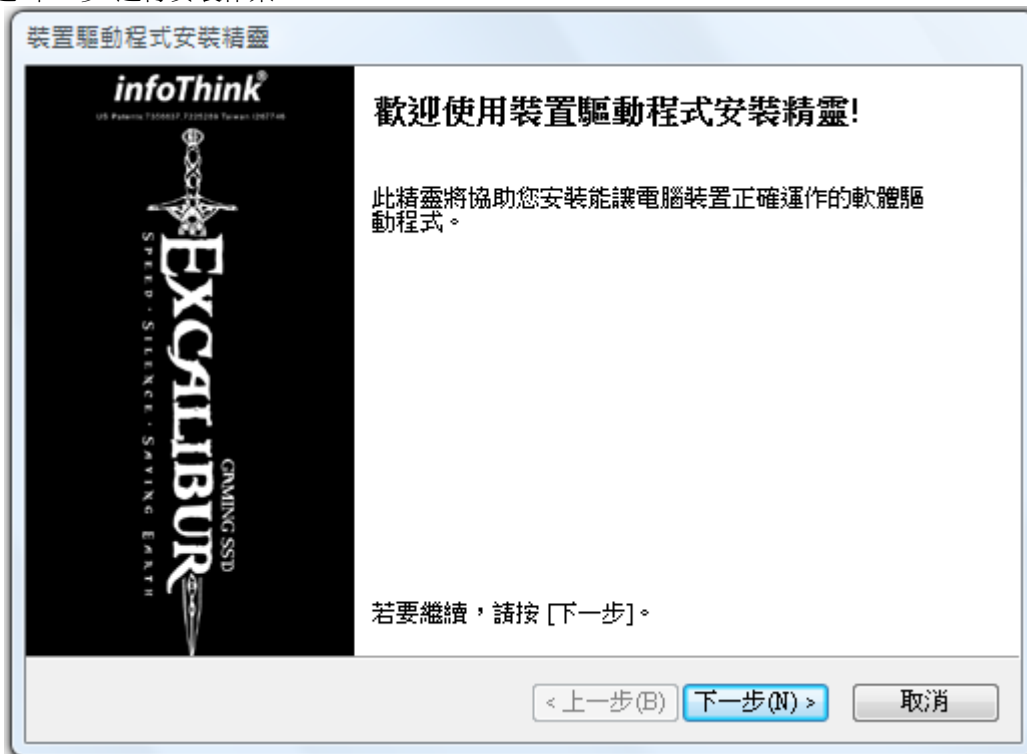 裝置驅動程式安裝精靈
infoThink®
歡迎使用裝置驅動程式安裝精靈!
此精靈將協助您安裝能讓電腦裝置正確運作的軟體驅
動程式。
EXCALIBUR
GAMING SSD
SPEED · SILENCE · SAVING EARTH
若要繼續，請按 [下一步]。
< 上一步(B)
下一步(N) >
取消